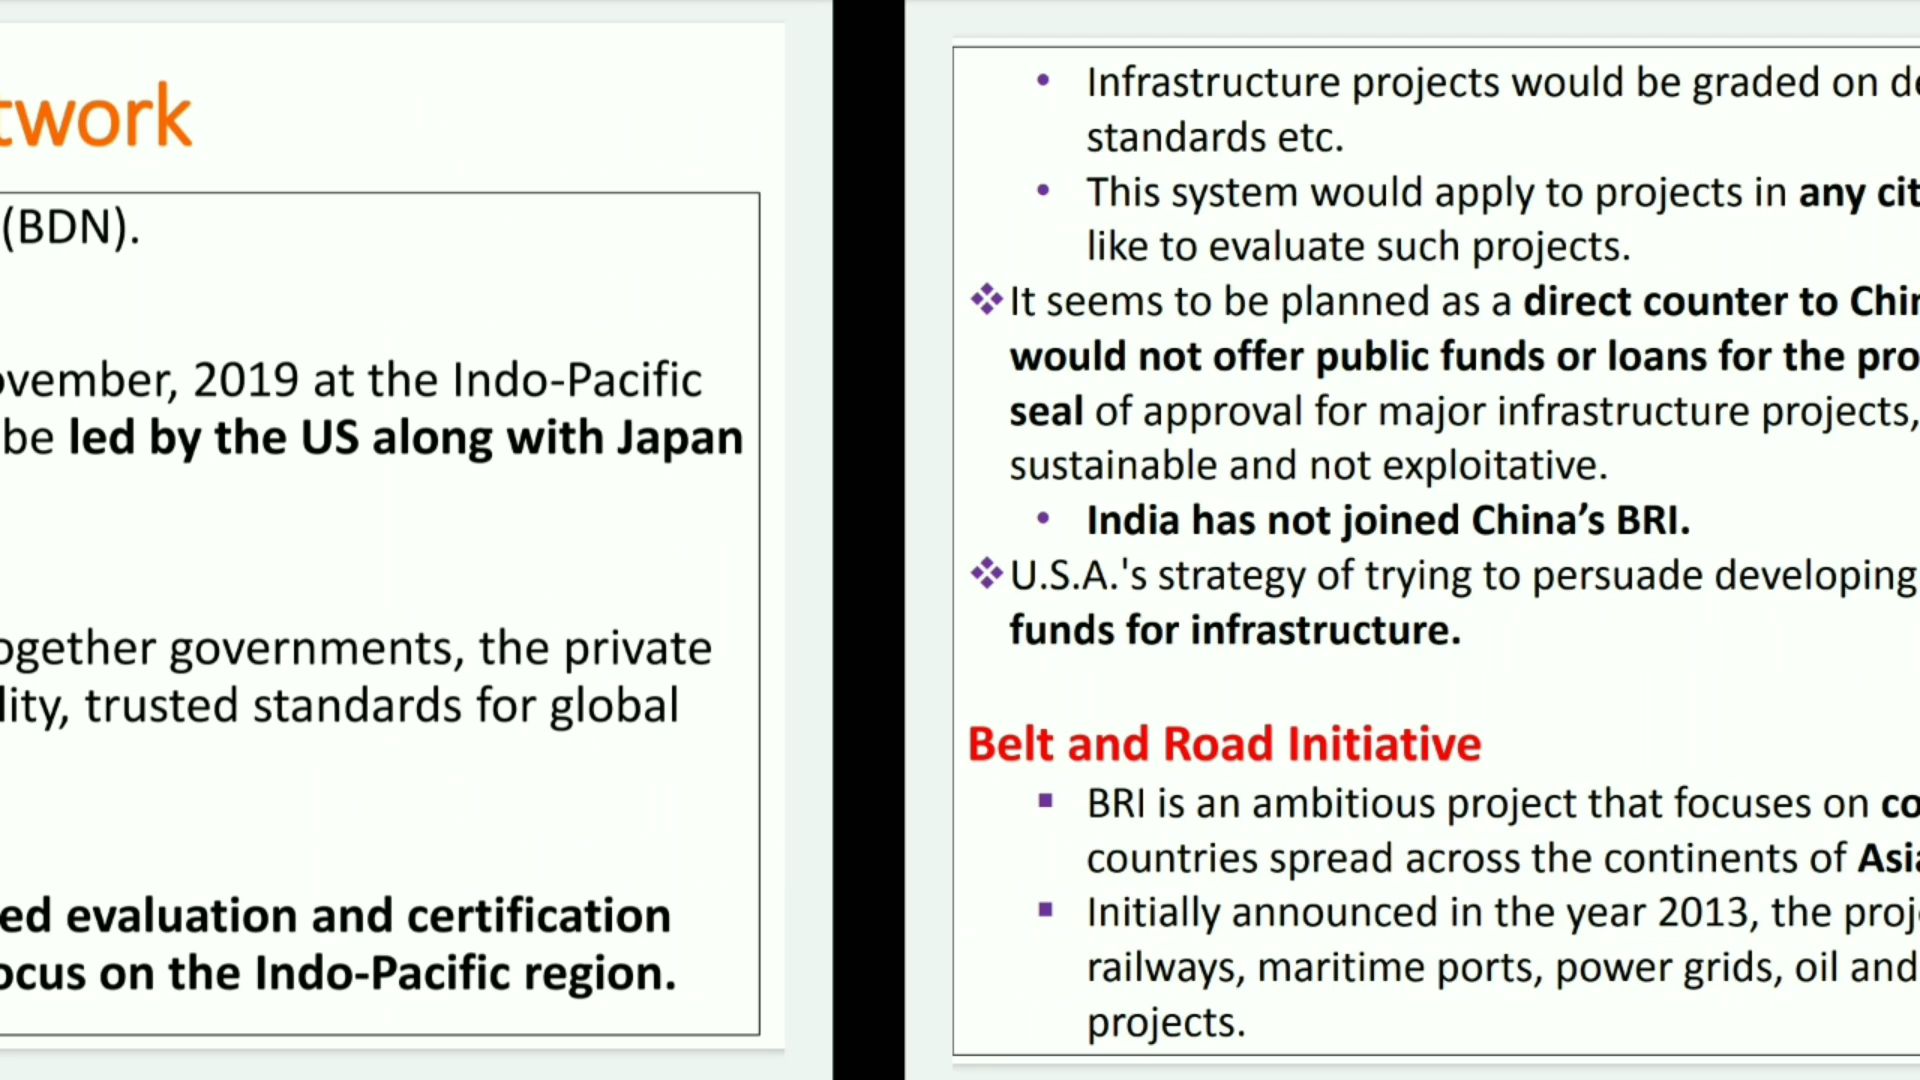 twork
(BDN).
ovember, 2019 at the Indo-Pacific
be led by the US along with Japan
ogether governments, the private
lity, trusted standards for global
ed evaluation and certification
ocus on the Indo-Pacific region.
• Infrastructure projects would be graded on de
standards etc.
• This system would apply to projects in any cit
like to evaluate such projects.
❖It seems to be planned as a direct counter to Chin
would not offer public funds or loans for the pro
seal of approval for major infrastructure projects,
sustainable and not exploitative.
• India has not joined China’s BRI.
❖U.S.A.'s strategy of trying to persuade developing
funds for infrastructure.
Belt and Road Initiative
▪ BRI is an ambitious project that focuses on co
countries spread across the continents of Asia
▪ Initially announced in the year 2013, the proj
railways, maritime ports, power grids, oil and
projects.